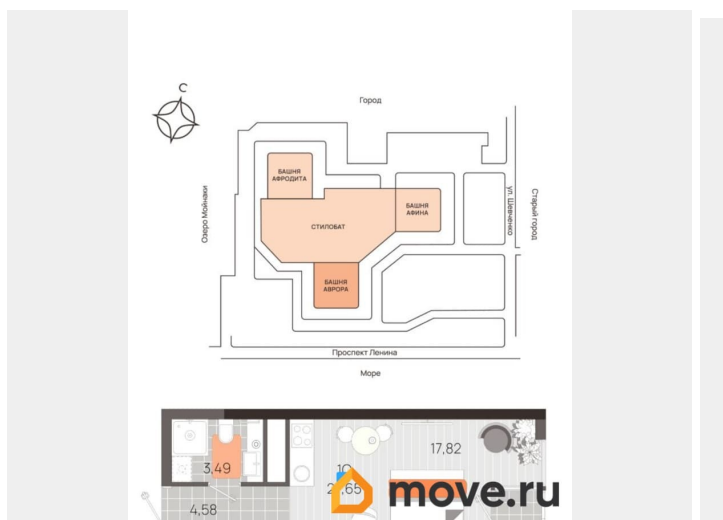 С
Город
БАШНЯ
АФРОДИТА
Озеро Мойнаки
БАШНЯ
АФИНА
ул. Шевченко
Старый город
СТИЛОБАТ
БАШНЯ
АВРОРА
Проспект Ленина
Море
17,82
3,49
4,58
move.ru